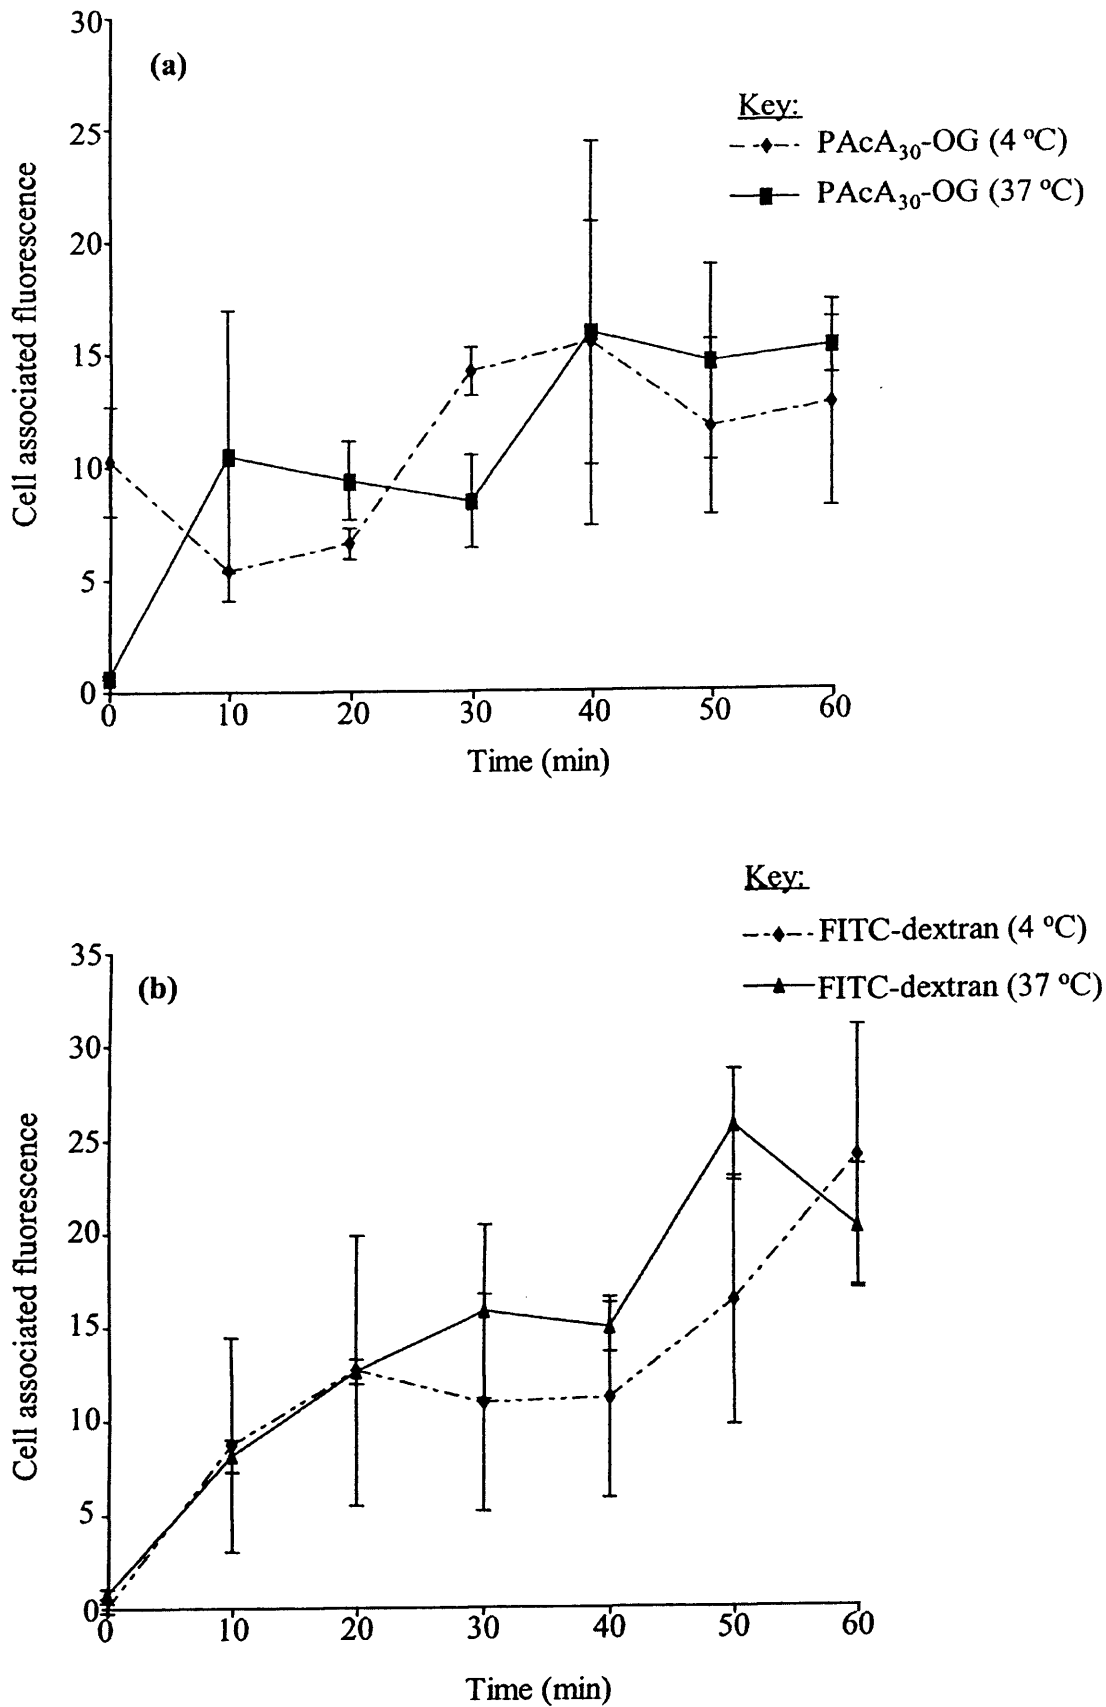 30
(a)
Key:
25
PAcA30-OG (4 ºC)
PAcA30-OG (37 ºC)
20
15
10
5
0
Cell associated fluorescence
0 10 20 30 40 50 60
Time (min)
Key:
FITC-dextran (4 ºC)
35
(b)
FITC-dextran (37 ºC)
30
25
20
15
10
5
0
Cell associated fluorescence
0 10 20 30 40 50 60
Time (min)